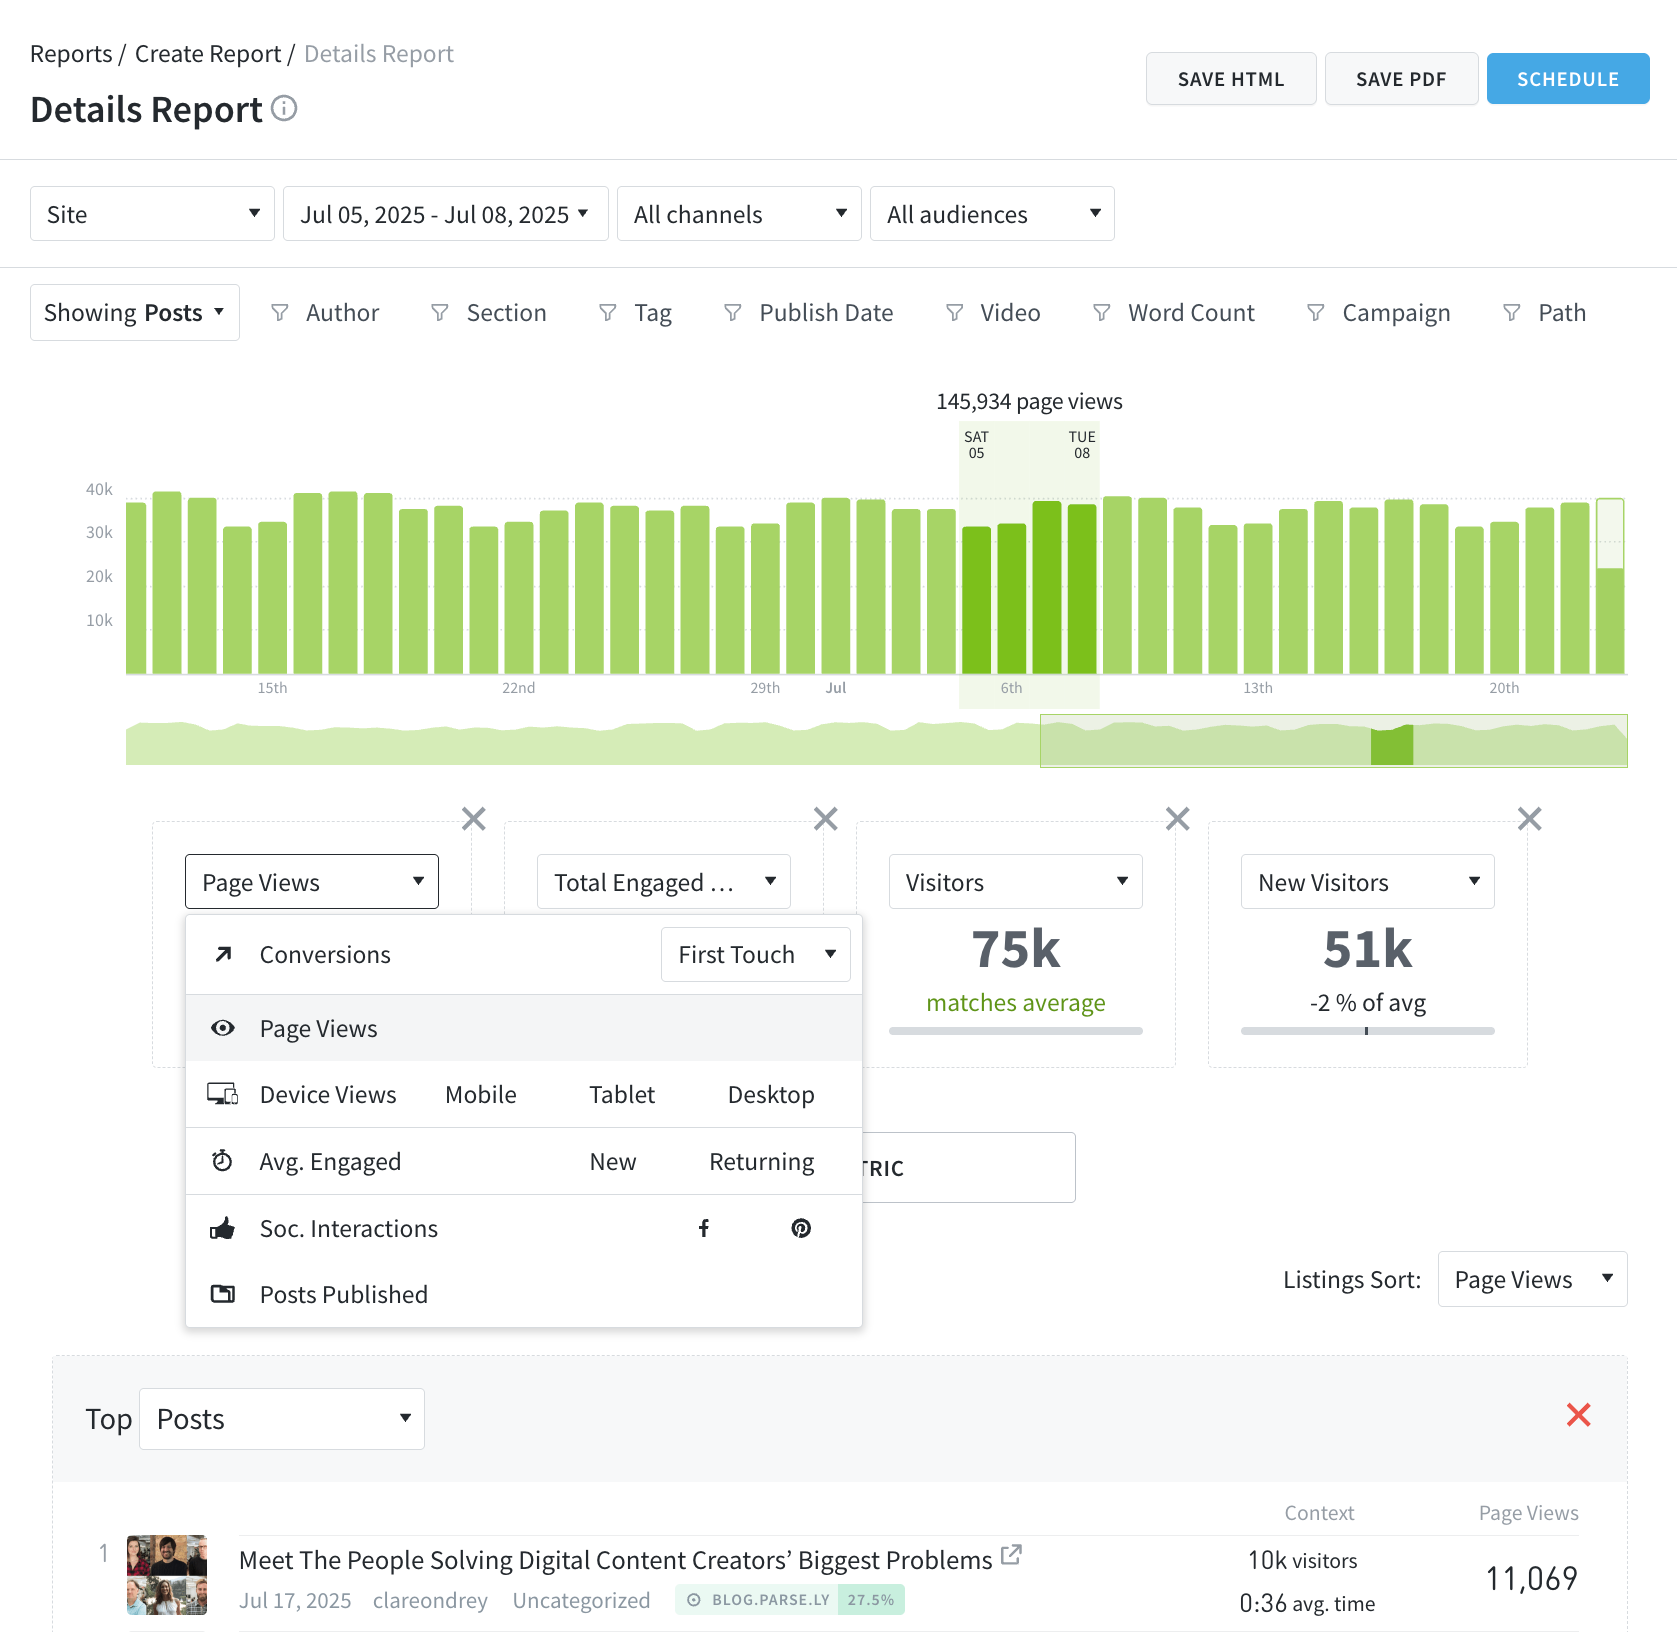 Reports / Create Report / Details Report
Details Report
SAVE HTML
SAVE PDF
SCHEDULE
Site
Jul 05, 2025 - Jul 08, 2025
All channels
All audiences
Showing Posts
Author
Section
Tag
Publish Date
Video
Word Count
Campaign
Path
145,934 page views
SAT
05
TUE
08
40k
30k
20k
10k
15th
22nd
29th
Jul
6th
13th
20th
Page Views
Total Engaged ...
Visitors
New Visitors
75k
51k
matches average
-2 % of avg
Conversions
First Touch
Page Views
Device Views
Mobile
Tablet
Desktop
Avg. Engaged
New
Returning
TRIC
Soc. Interactions
Posts Published
Listings Sort:
Page Views
Top
Posts
Context
Page Views
1
Meet The People Solving Digital Content Creators’ Biggest Problems
10k visitors
11,069
Jul 17, 2025
clareondrey
Uncategorized
BLOG.PARSE.LY
27.5%
0:36 avg. time